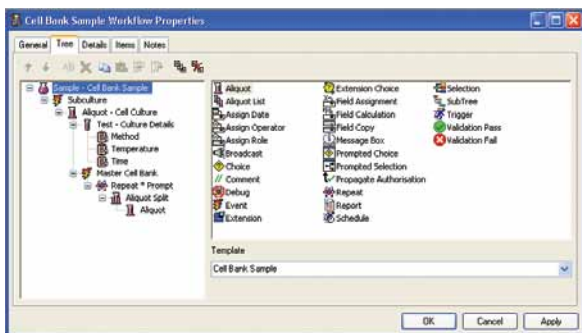 Cell Bank Sample Workflow Properties
General Tree Details Items Notes
Sample - Cell Bank Sample
Subculture
Aliquot - Cell Culture
Test - Culture Details
Method
Temperature
Time
Master Cell Bank
Repeat * Prompt
Aliquot Split
Aliquot
Aliquot
Aliquot List
Assign Date
Assign Operator
Assign Role
Broadcast
Choice
Comment
Debug
Event
Extension
Extension Choice
Field Assignment
Field Calculation
Field Copy
Message Box
Prompted Choice
Prompted Selection
Propagate Authorisation
Repeat
Report
Schedule
Selection
SubTree
Trigger
Validation Pass
Validation Fail
Template
Cell Bank Sample
OK Cancel Apply